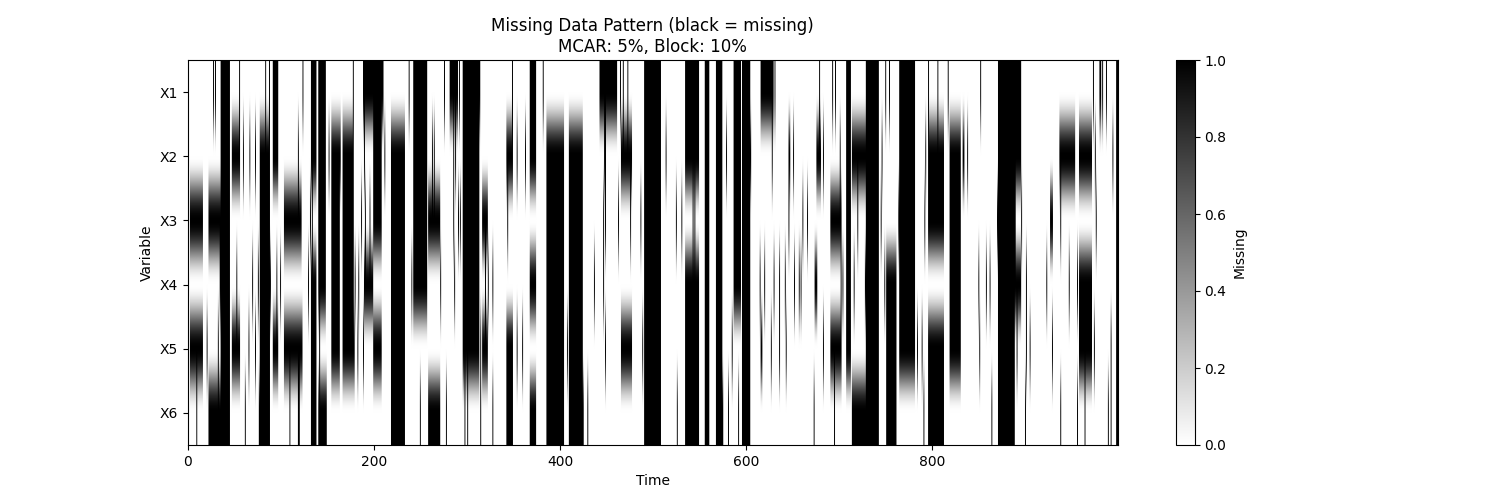 Missing Data Pattern (black = missing)
MCAR: 5%, Block: 10%
X1
X2
X3
X4
X5
X6
Variable
0 200 400 600 800
Time
1.0
0.8
0.6
0.4
0.2
0.0
Missing